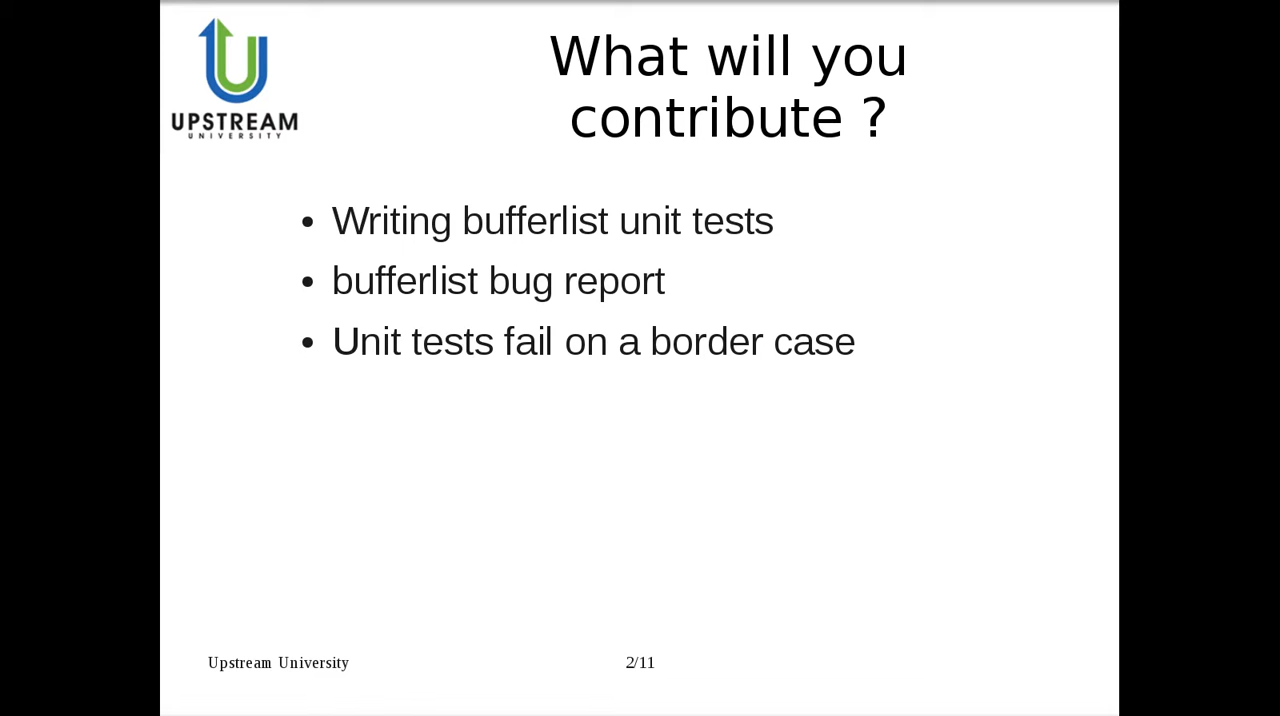 UPSTREAM
UNIVERSITY
What will you
contribute ?
• Writing bufferlist unit tests
• bufferlist bug report
• Unit tests fail on a border case
Upstream University
2/11